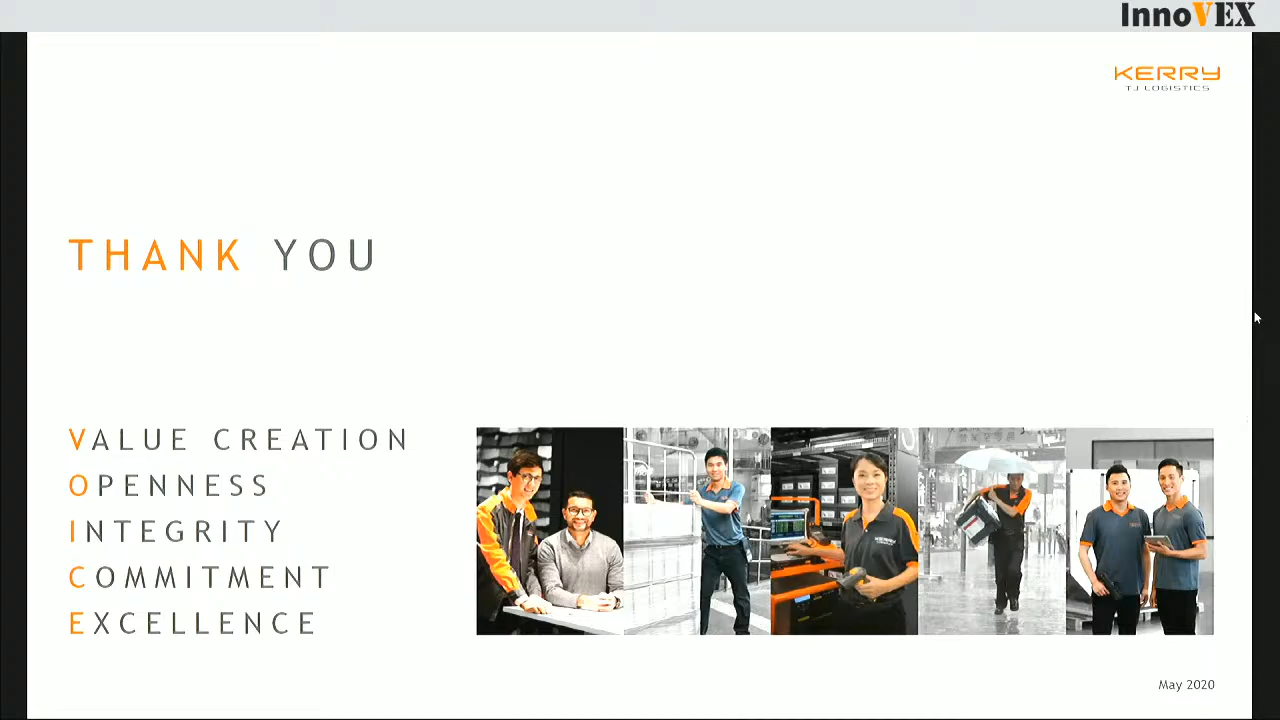 InnoVEX
KERRY
TJ LOGISTICS
THANK YOU
VALUE CREATION
OPENNESS
INTEGRITY
COMMITMENT
EXCELLENCE
May 2020